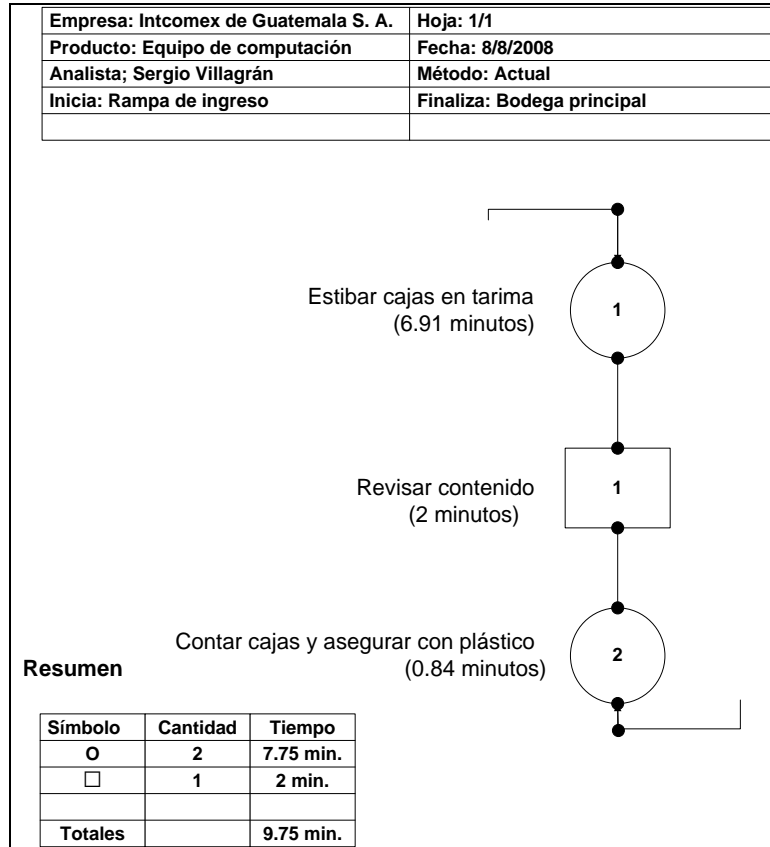 Empresa: Intcomex de Guatemala S. A. Hoja: 1/1
Producto: Equipo de computación Fecha: 8/8/2008
Analista; Sergio Villagrán Método: Actual
Inicia: Rampa de ingreso Finaliza: Bodega principal
Estibar cajas en tarima
(6.91 minutos)
1
Revisar contenido
(2 minutos)
1
Contar cajas y asegurar con plástico
(0.84 minutos)
2
Resumen
Símbolo Cantidad Tiempo
O 2 7.75 min.
□ 1 2 min.
Totales 9.75 min.